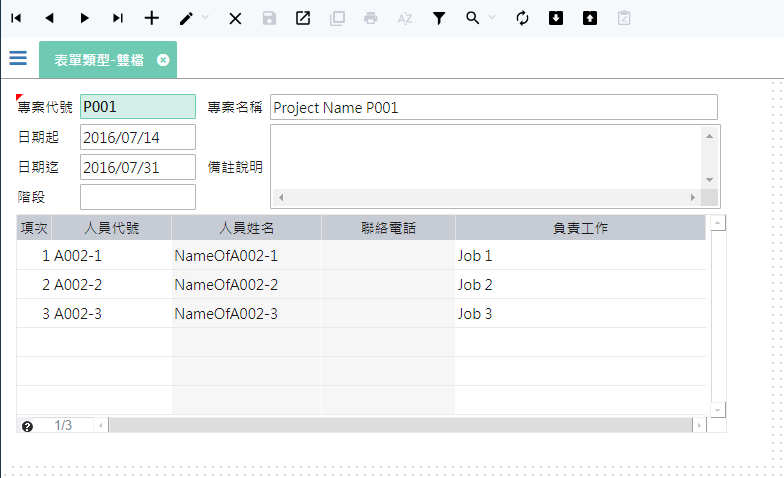 表單類型-雙檔
專案代號 P001 專案名稱 Project Name P001
日期起 2016/07/14
日期迄 2016/07/31 備註說明
階段
項次 人員代號 人員姓名 聯絡電話 負責工作
1 A002-1 NameOfA002-1 Job 1
2 A002-2 NameOfA002-2 Job 2
3 A002-3 NameOfA002-3 Job 3
1/3